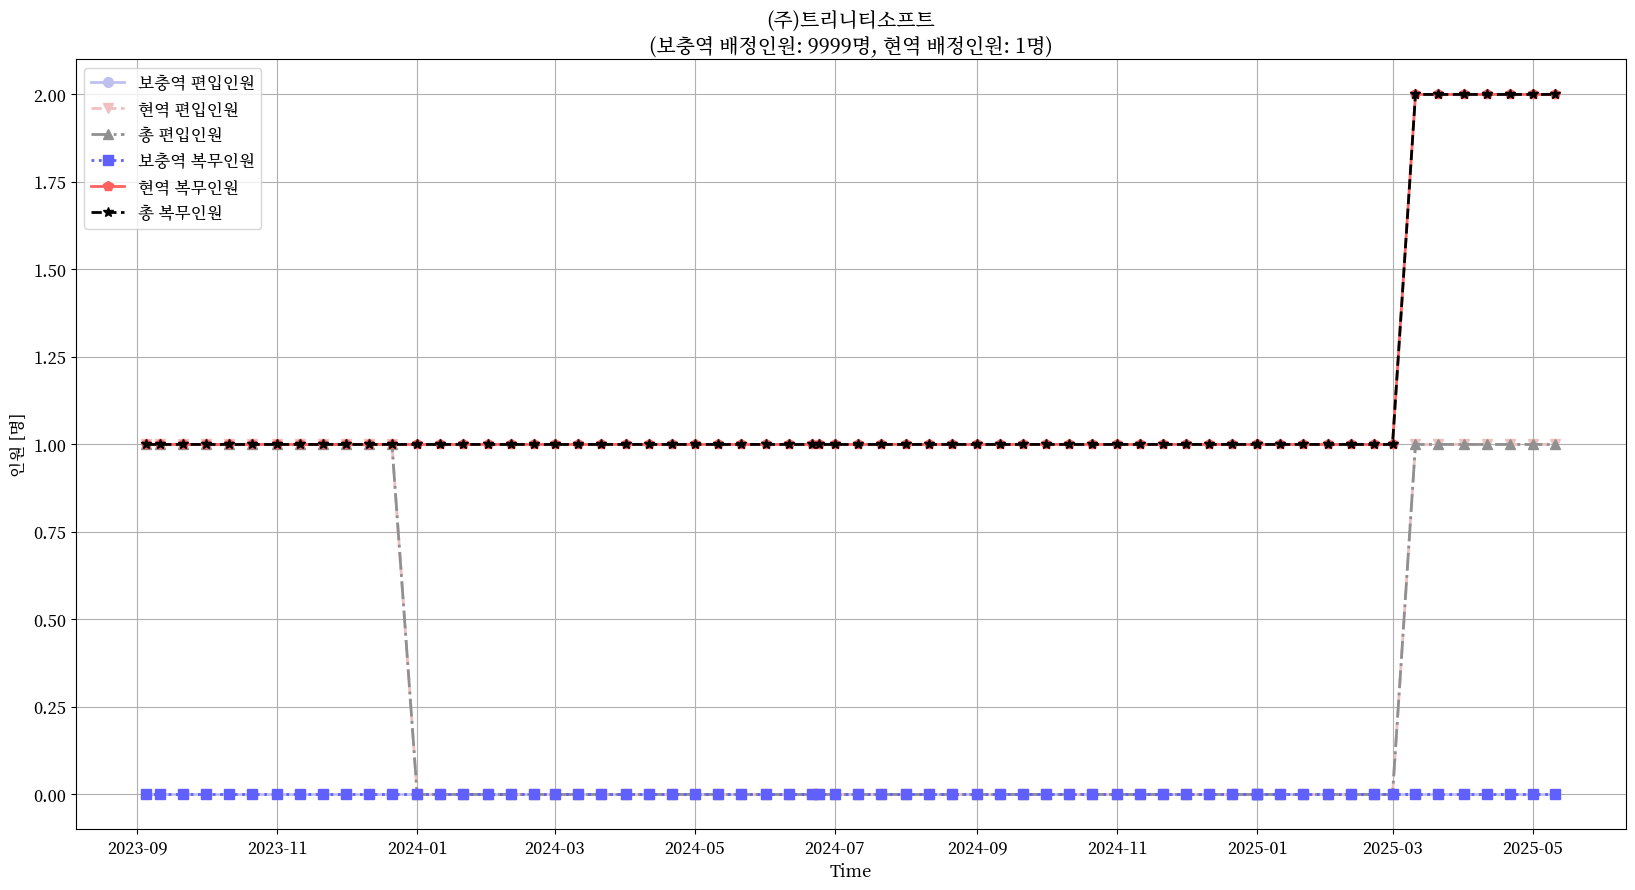 (주)트리니티소프트
(보충역 배정인원: 9999명, 현역 배정인원: 1명)
보충역 편입인원
현역 편입인원
총 편입인원
보충역 복무인원
현역 복무인원
총 복무인원
2.00
1.75
1.50
1.25
1.00
0.75
0.50
0.25
0.00
인원 [명]
2023-09
2023-11
2024-01
2024-03
2024-05
2024-07
2024-09
2024-11
2025-01
2025-03
2025-05
Time